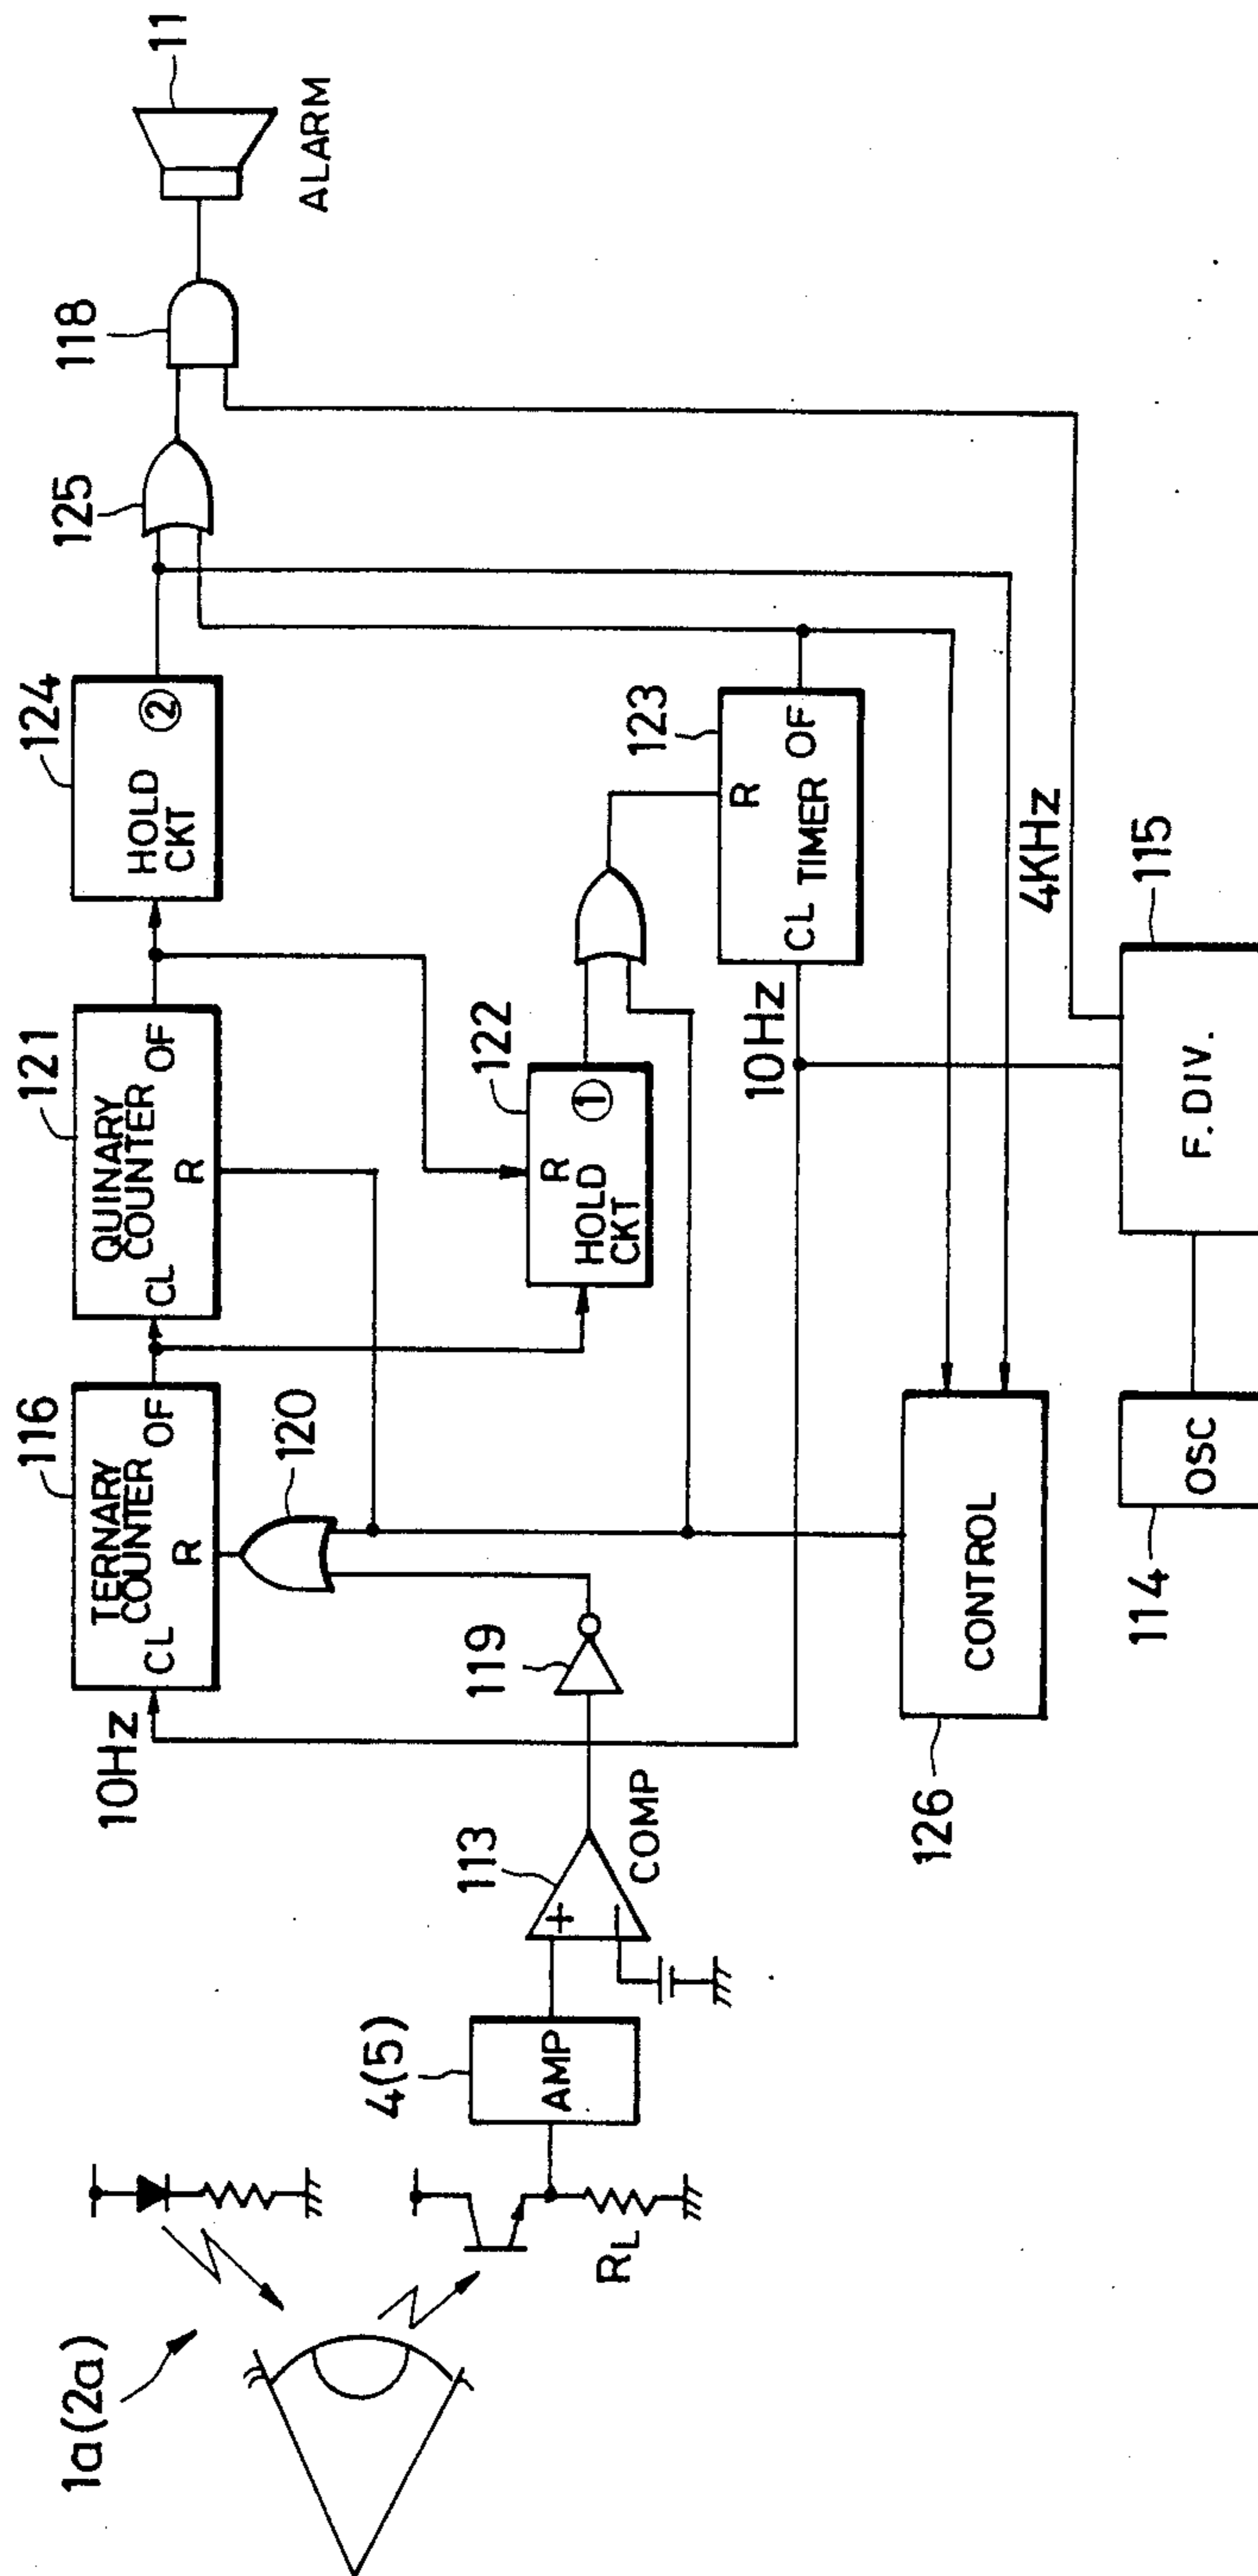 1a(2a)
RL
4(5)
AMP
113
+
−
COMP
119
120
10Hz
116
TERNARY
COUNTER
CL
R
OF
121
QUINARY
COUNTER
CL
R
OF
122
R
HOLD
CKT
①
124
HOLD
CKT
②
123
R
CL
TIMER
OF
10Hz
125
118
11
ALARM
126
CONTROL
114
OSC
115
F. DIV.
4KHz